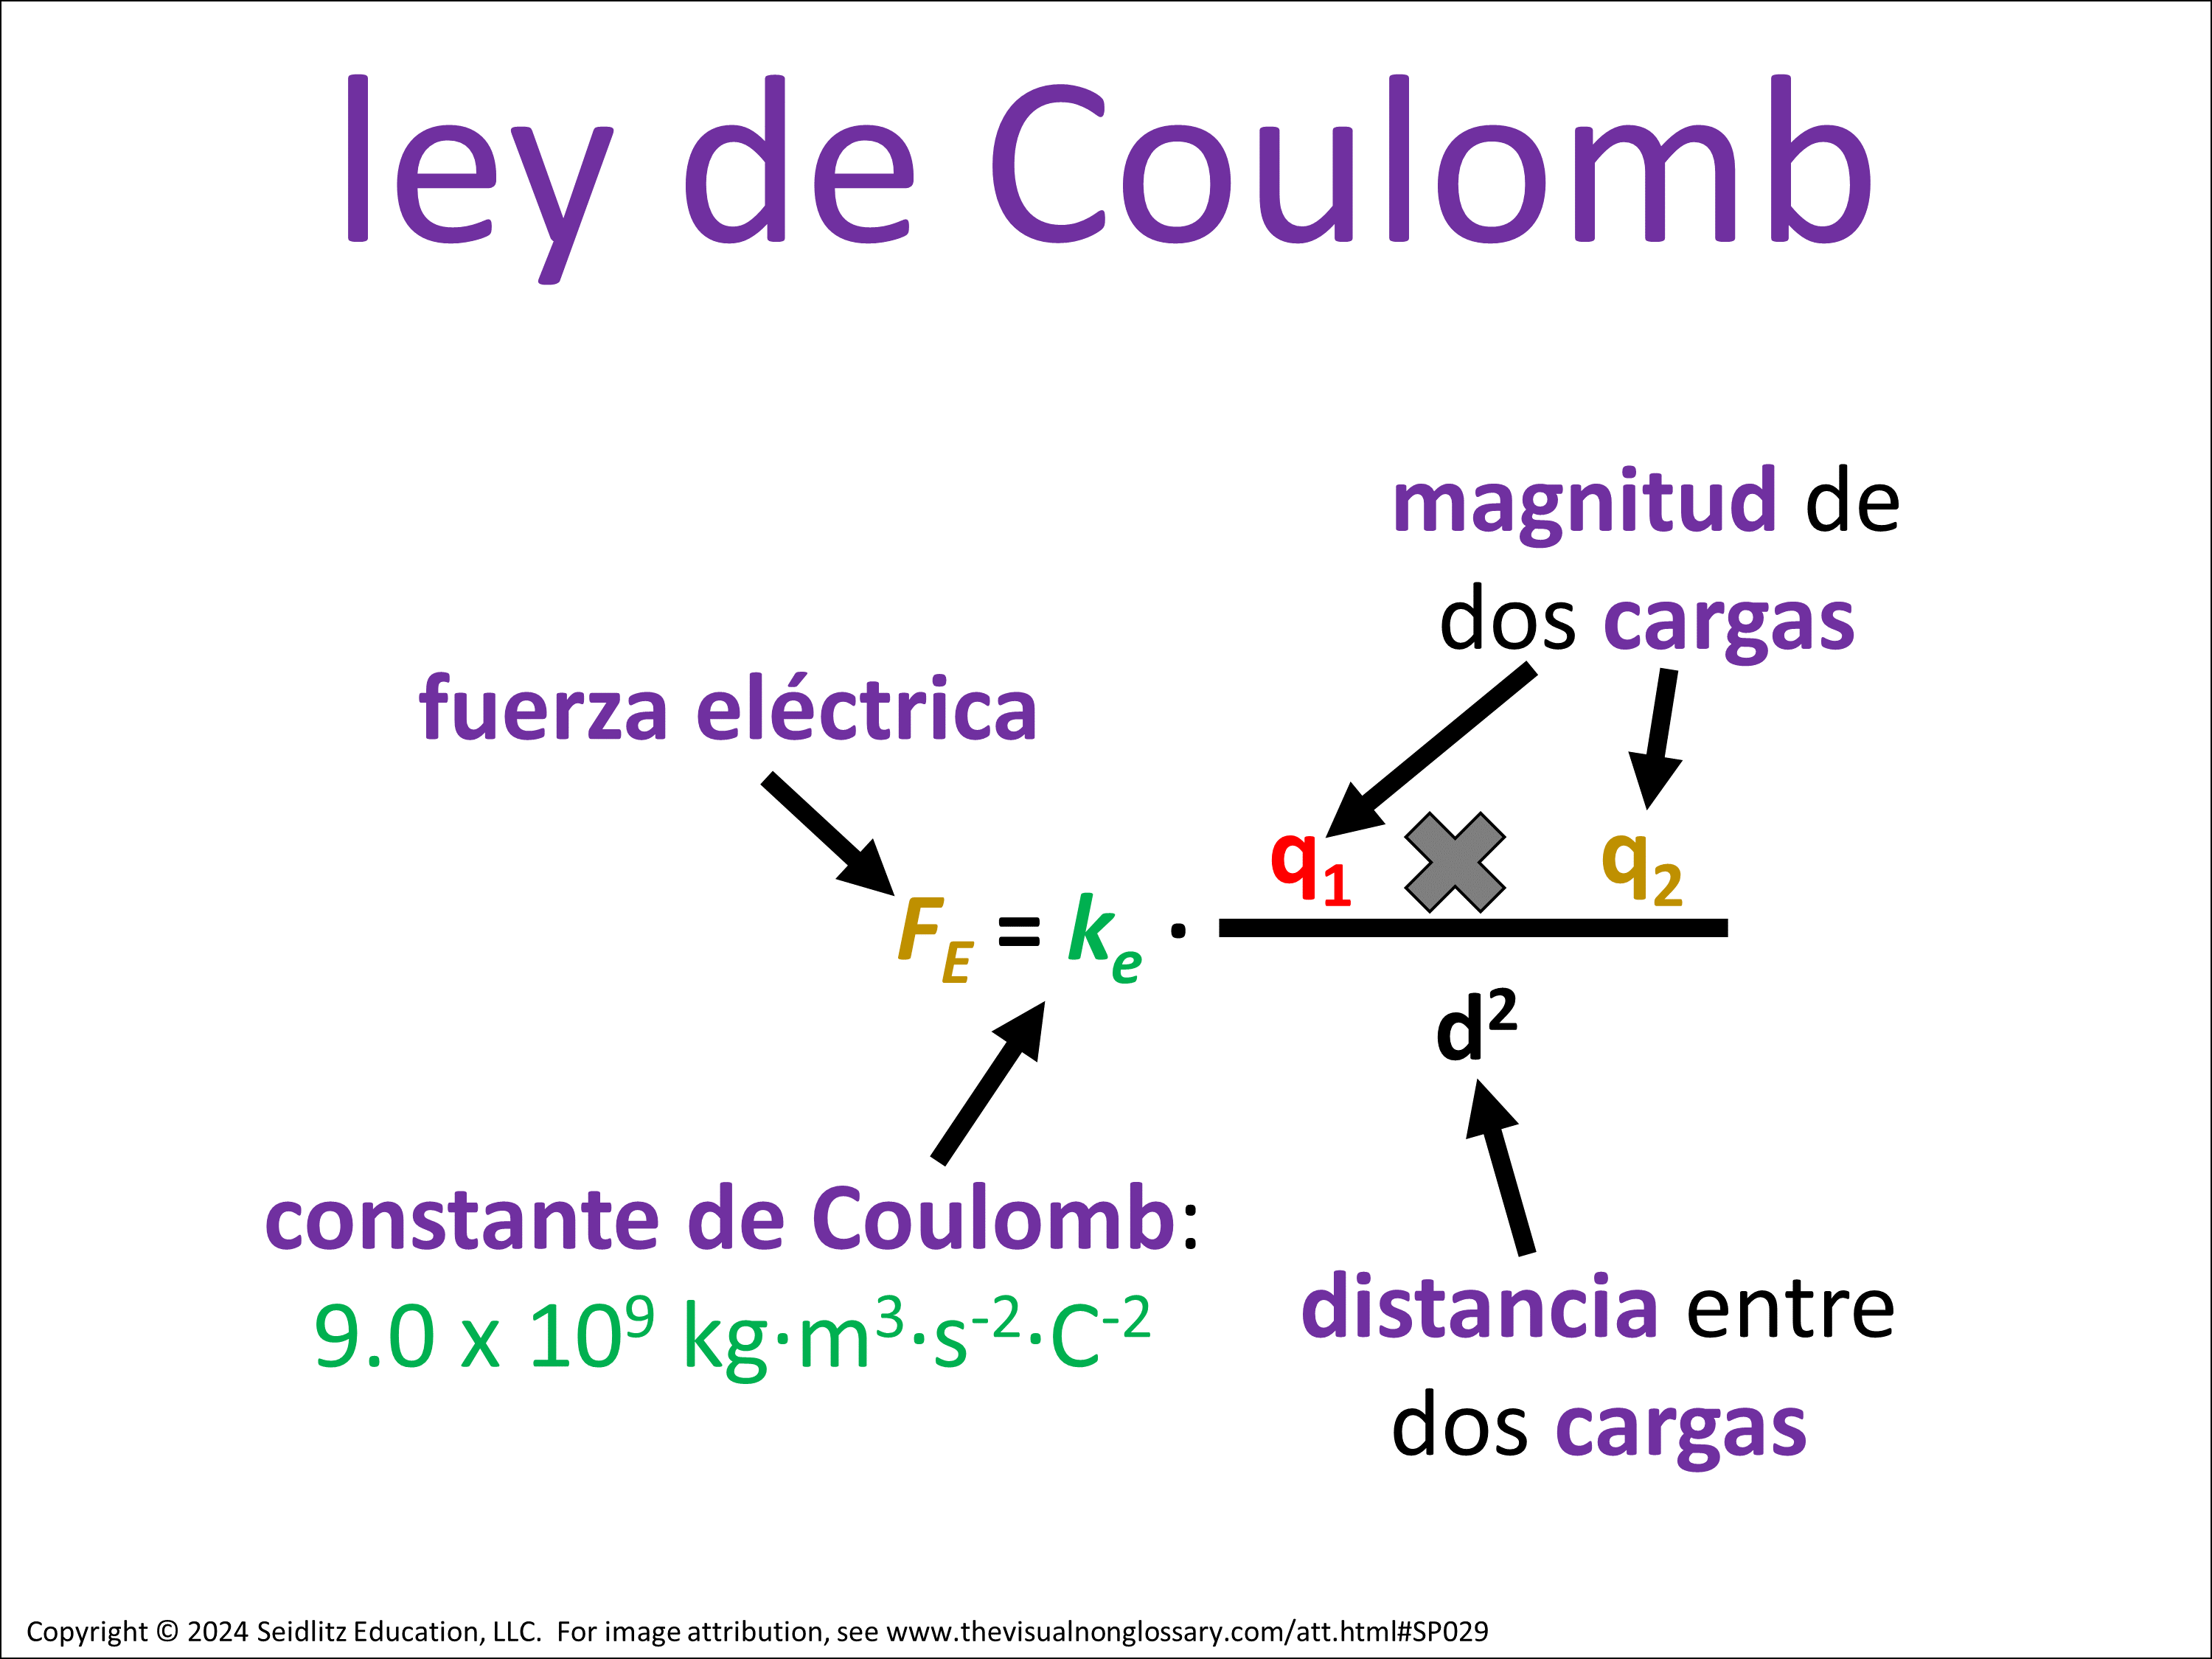 ley de Coulomb
magnitud de
dos cargas
fuerza eléctrica
q₁ ✖ q₂
F_E = kₑ ·
d²
constante de Coulomb:
9.0 x 10⁹ kg·m³·s⁻²·C⁻²
distancia entre
dos cargas
Copyright © 2024 Seidlitz Education, LLC.  For image attribution, see www.thevisualnonglossary.com/att.html#SP029